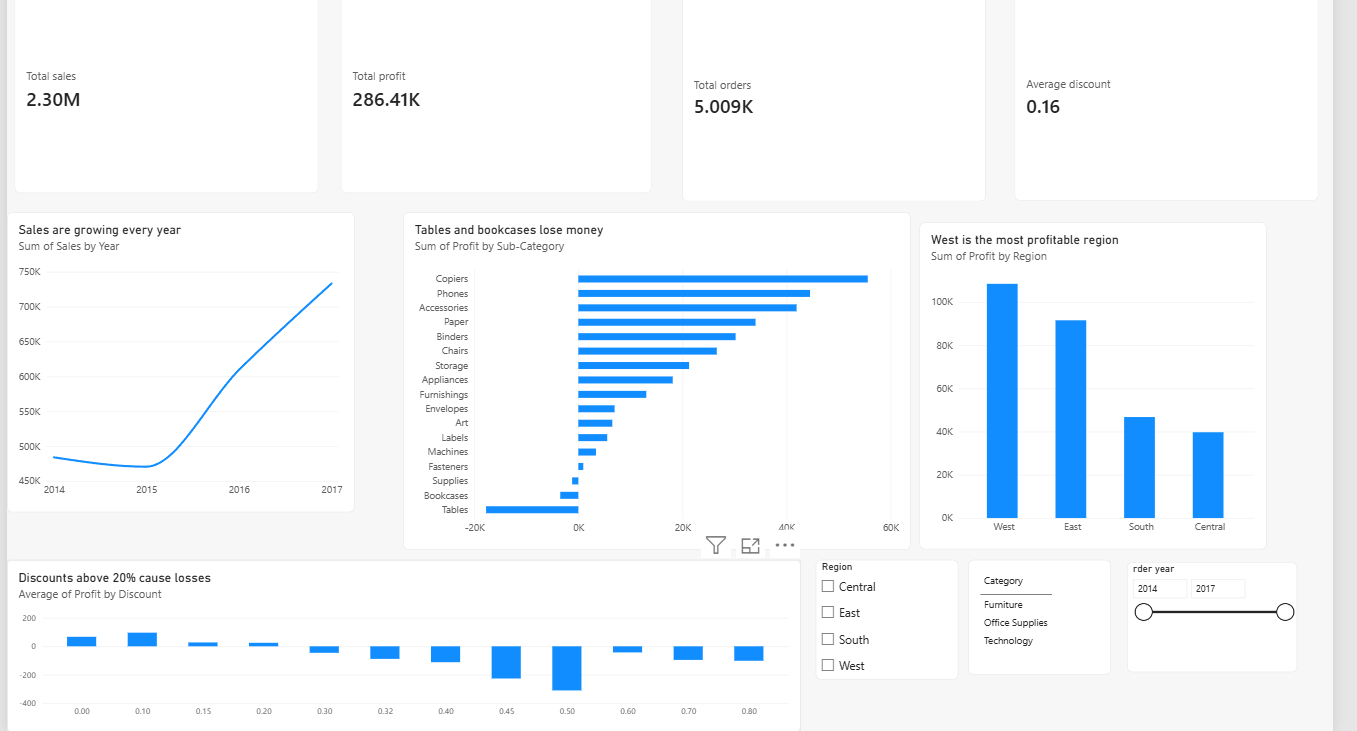 Total sales
2.30M
Total profit
286.41K
Total orders
5.009K
Average discount
0.16
Sales are growing every year
Sum of Sales by Year
750K
700K
650K
600K
550K
500K
450K
2014 2015 2016 2017
Tables and bookcases lose money
Sum of Profit by Sub-Category
Copiers
Phones
Accessories
Paper
Binders
Chairs
Storage
Appliances
Furnishings
Envelopes
Art
Labels
Machines
Fasteners
Supplies
Bookcases
Tables
-20K 0K 20K 40K 60K
West is the most profitable region
Sum of Profit by Region
100K
80K
60K
40K
20K
0K
West East South Central
Discounts above 20% cause losses
Average of Profit by Discount
200
0
-200
-400
0.00 0.10 0.15 0.20 0.30 0.32 0.40 0.45 0.50 0.60 0.70 0.80
Region
Central
East
South
West
Category
Furniture
Office Supplies
Technology
rder year
2014 2017